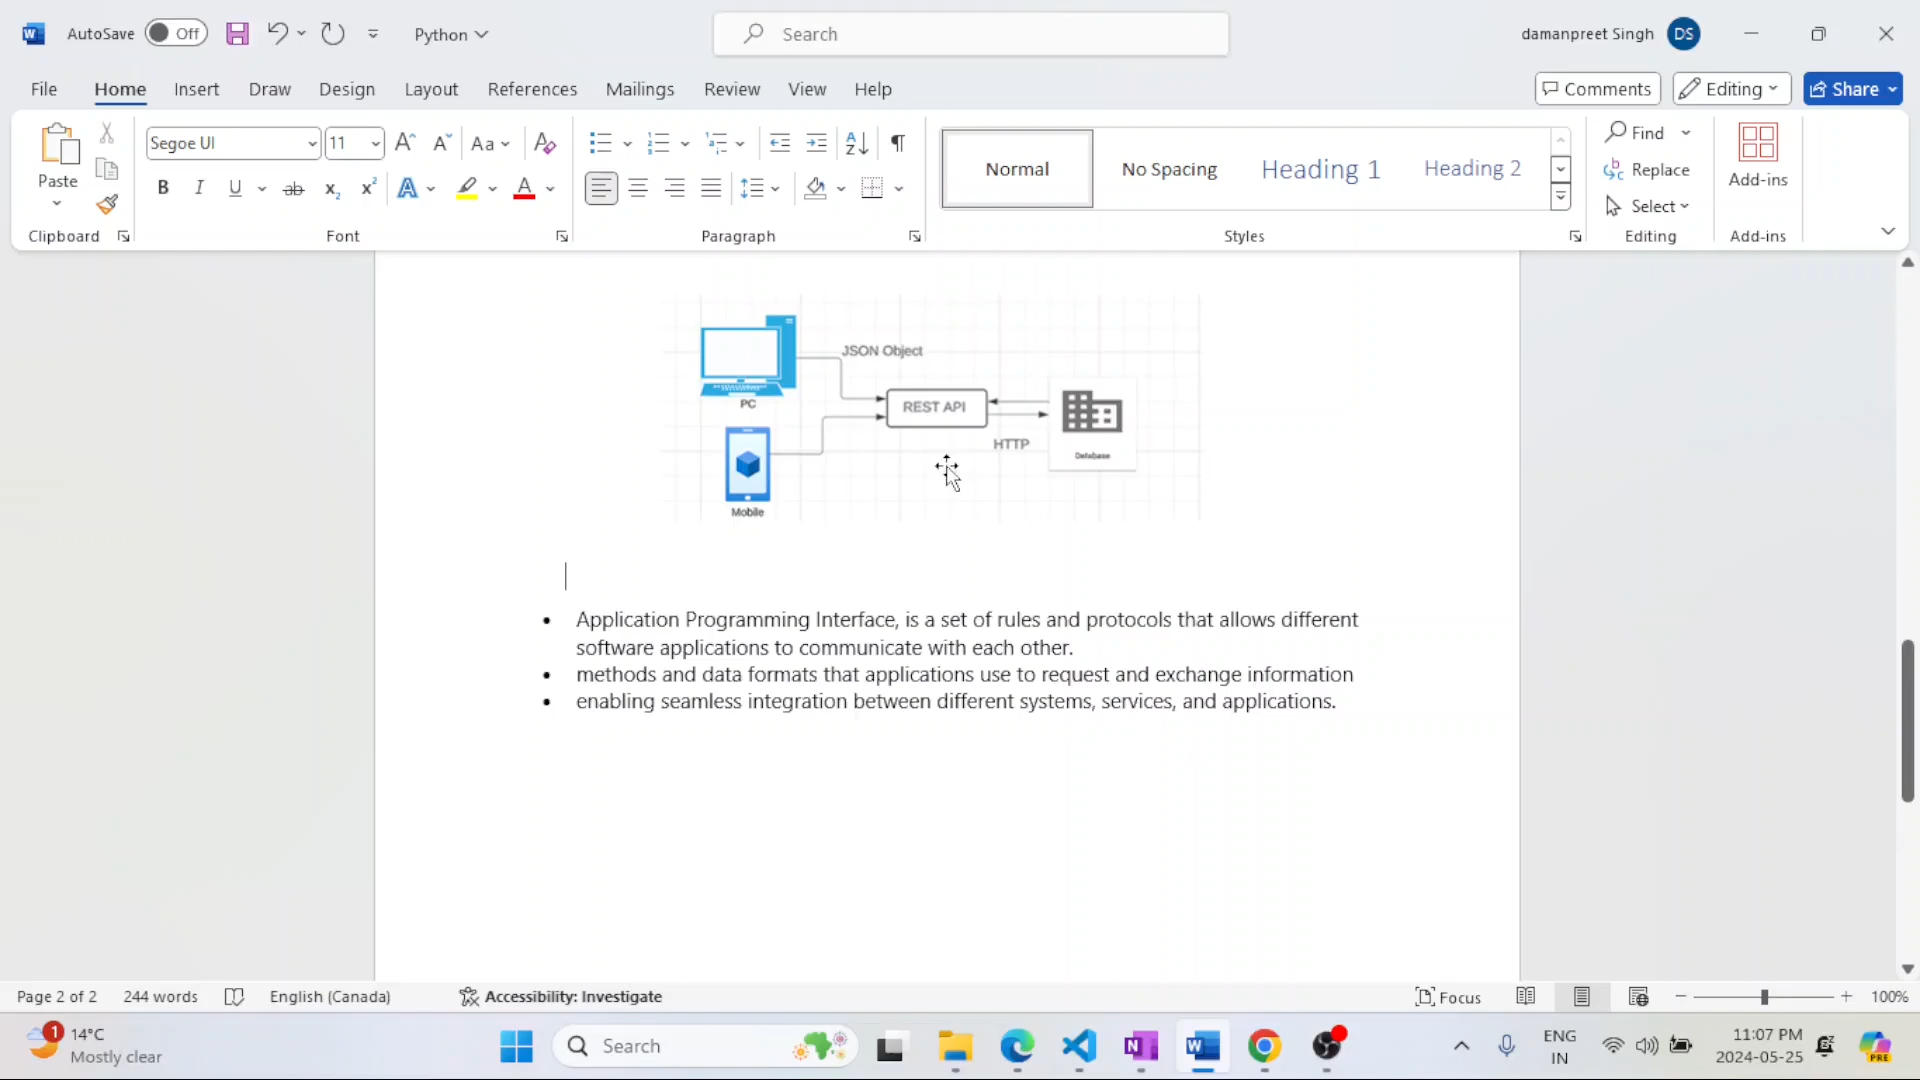 AutoSave Off Python Search damanpreet Singh DS
File Home Insert Draw Design Layout References Mailings Review View Help Comments Editing Share
Paste Segoe UI 11 Aa Normal No Spacing Heading 1 Heading 2 Find Replace Select Add-ins
B I U ab x₂ x² A A
Clipboard Font Paragraph Styles Editing Add-ins
JSON Object
PC
REST API
HTTP
Database
Mobile
• Application Programming Interface, is a set of rules and protocols that allows different
software applications to communicate with each other.
• methods and data formats that applications use to request and exchange information
• enabling seamless integration between different systems, services, and applications.
Page 2 of 2 244 words English (Canada) Accessibility: Investigate Focus 100%
1 14°C Search ENG 11:07 PM
Mostly clear IN 2024-05-25 PRE